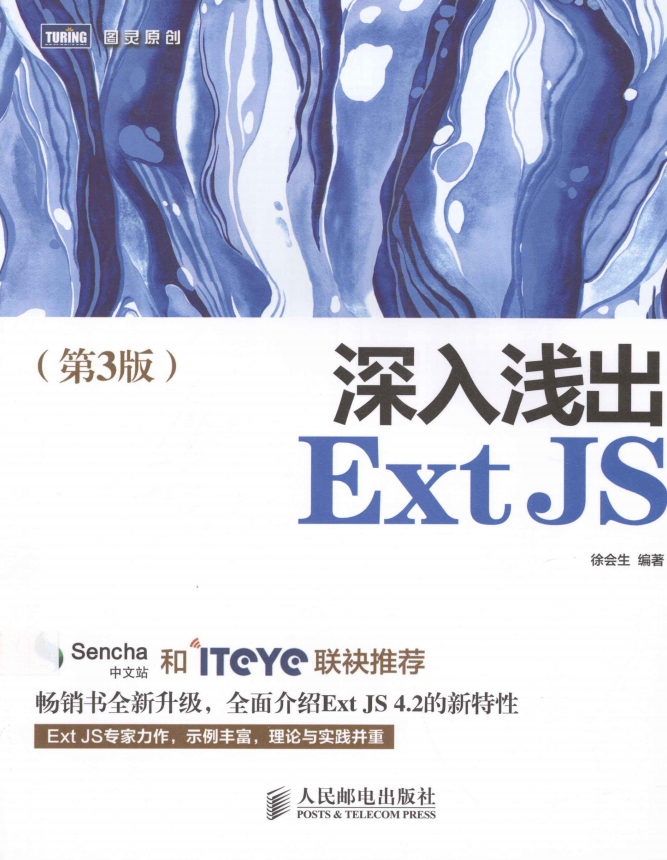 TURING 图灵原创
（第3版）
深入浅出
Ext JS
徐会生 编著
Sencha
中文站
和 ITeYe 联袂推荐
畅销书全新升级，全面介绍Ext JS 4.2的新特性
Ext JS专家力作，示例丰富，理论与实践并重
人民邮电出版社
POSTS & TELECOM PRESS